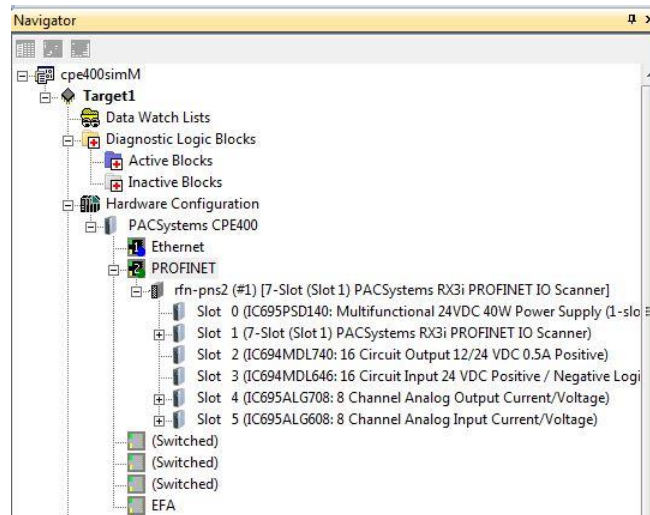 Navigator
cpe400simM
Target1
Data Watch Lists
Diagnostic Logic Blocks
Active Blocks
Inactive Blocks
Hardware Configuration
PACSystems CPE400
1 Ethernet
2 PROFINET
rfn-pns2 (#1) [7-Slot (Slot 1) PACSystems RX3i PROFINET IO Scanner]
Slot 0 (IC695PSD140: Multifunctional 24VDC 40W Power Supply (1-slo
Slot 1 (7-Slot (Slot 1) PACSystems RX3i PROFINET IO Scanner)
Slot 2 (IC694MDL740: 16 Circuit Output 12/24 VDC 0.5A Positive)
Slot 3 (IC694MDL646: 16 Circuit Input 24 VDC Positive / Negative Logi
Slot 4 (IC695ALG708: 8 Channel Analog Output Current/Voltage)
Slot 5 (IC695ALG608: 8 Channel Analog Input Current/Voltage)
(Switched)
(Switched)
(Switched)
EFA